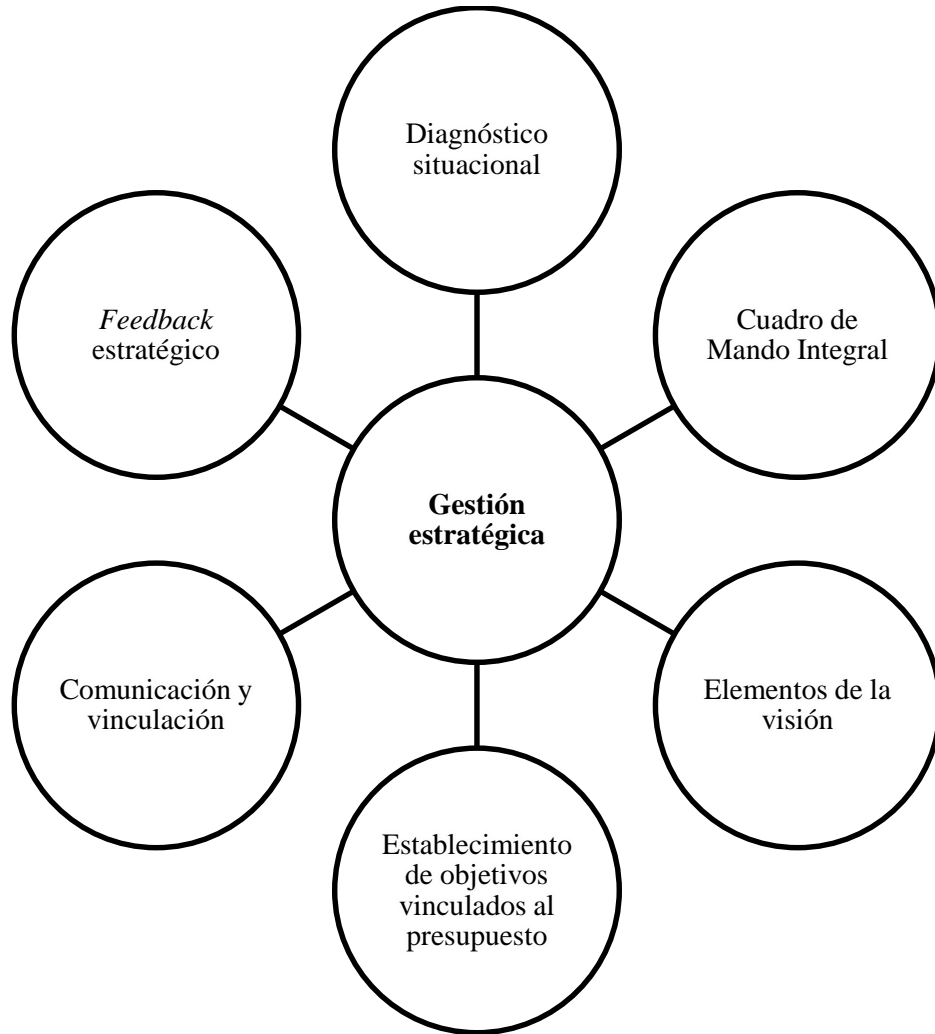 Diagnóstico
situacional
Feedback
estratégico
Cuadro de
Mando Integral
Gestión
estratégica
Comunicación y
vinculación
Elementos de la
visión
Establecimiento
de objetivos
vinculados al
presupuesto